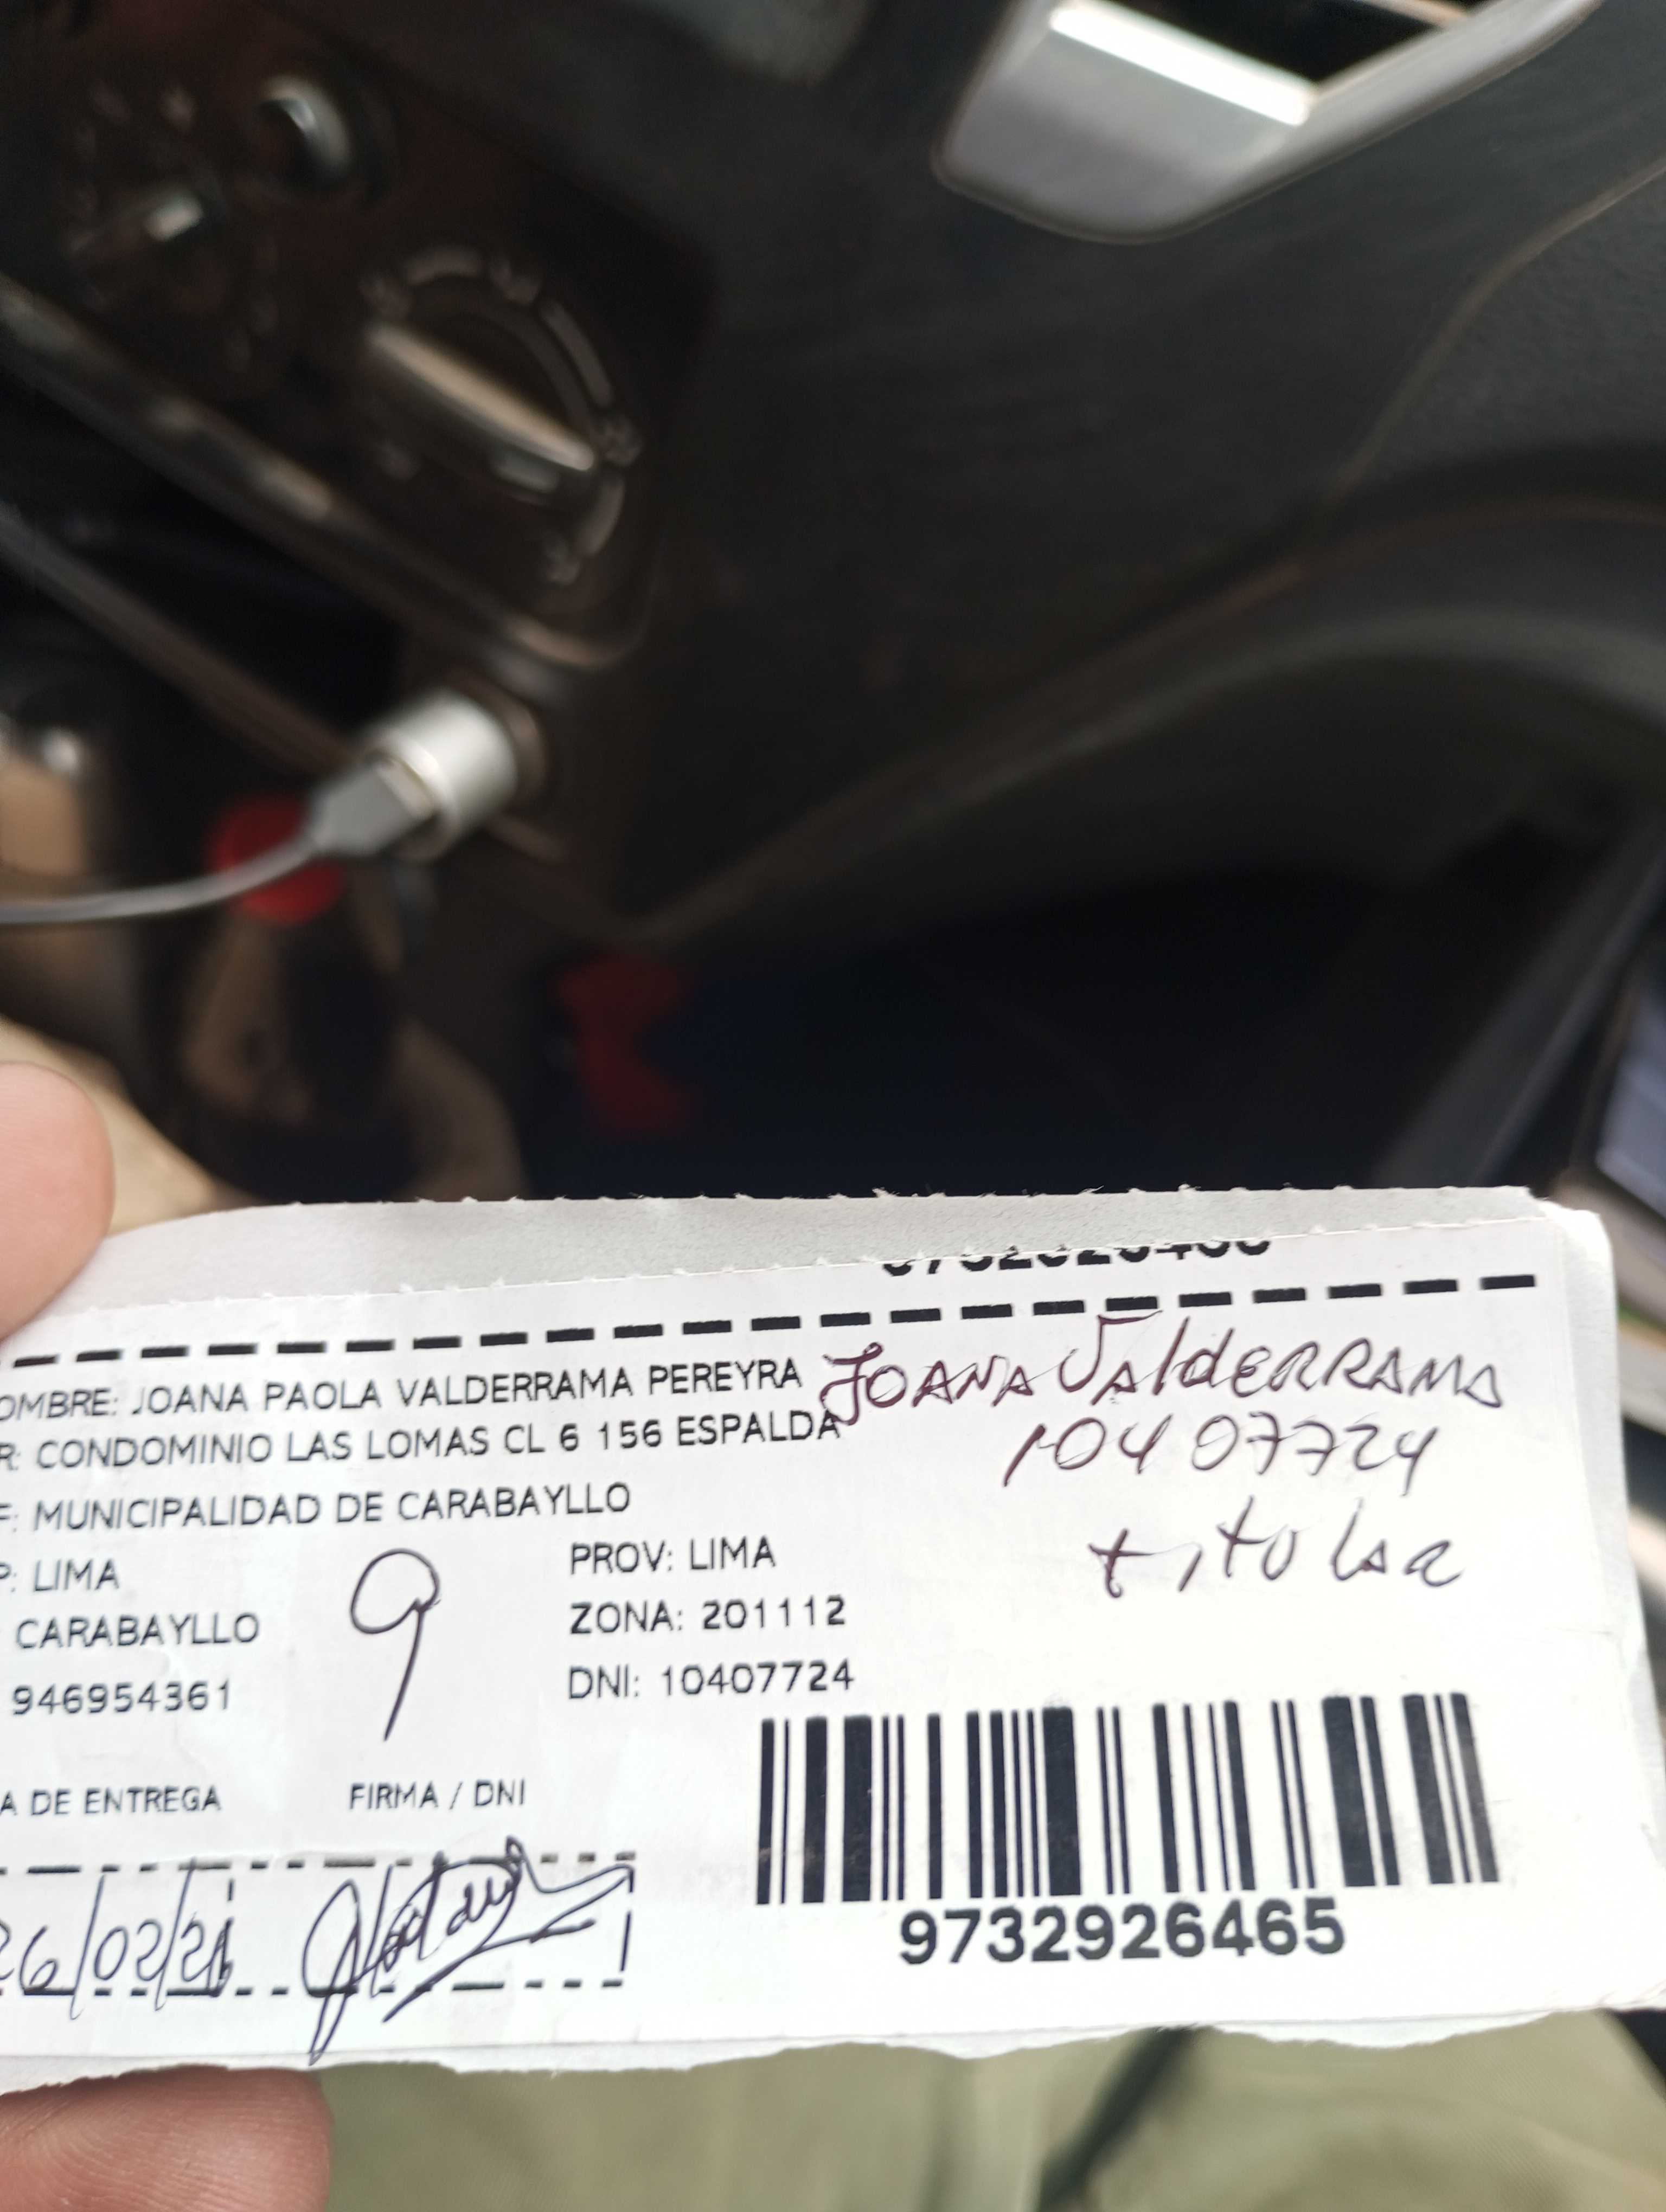 OMBRE: JOANA PAOLA VALDERRAMA PEREYRA
JOANA VAldERRAMA
R: CONDOMINIO LAS LOMAS CL 6 156 ESPALDA
10407724
F: MUNICIPALIDAD DE CARABAYLLO
titular
P: LIMA
PROV: LIMA
CARABAYLLO
9
ZONA: 201112
946954361
DNI: 10407724
A DE ENTREGA
FIRMA / DNI
9732926465